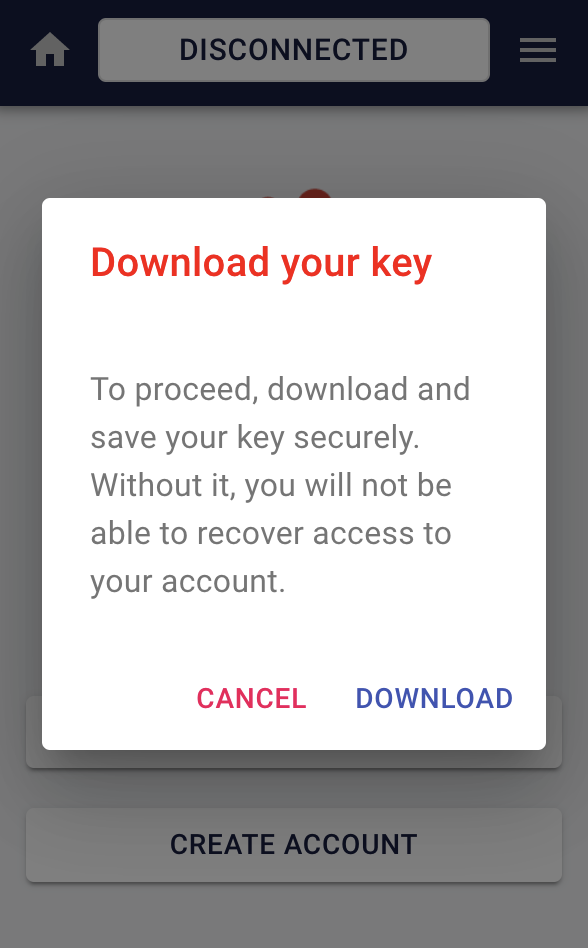 DISCONNECTED
Download your key
To proceed, download and
save your key securely.
Without it, you will not be
able to recover access to
your account.
CANCEL DOWNLOAD
CREATE ACCOUNT